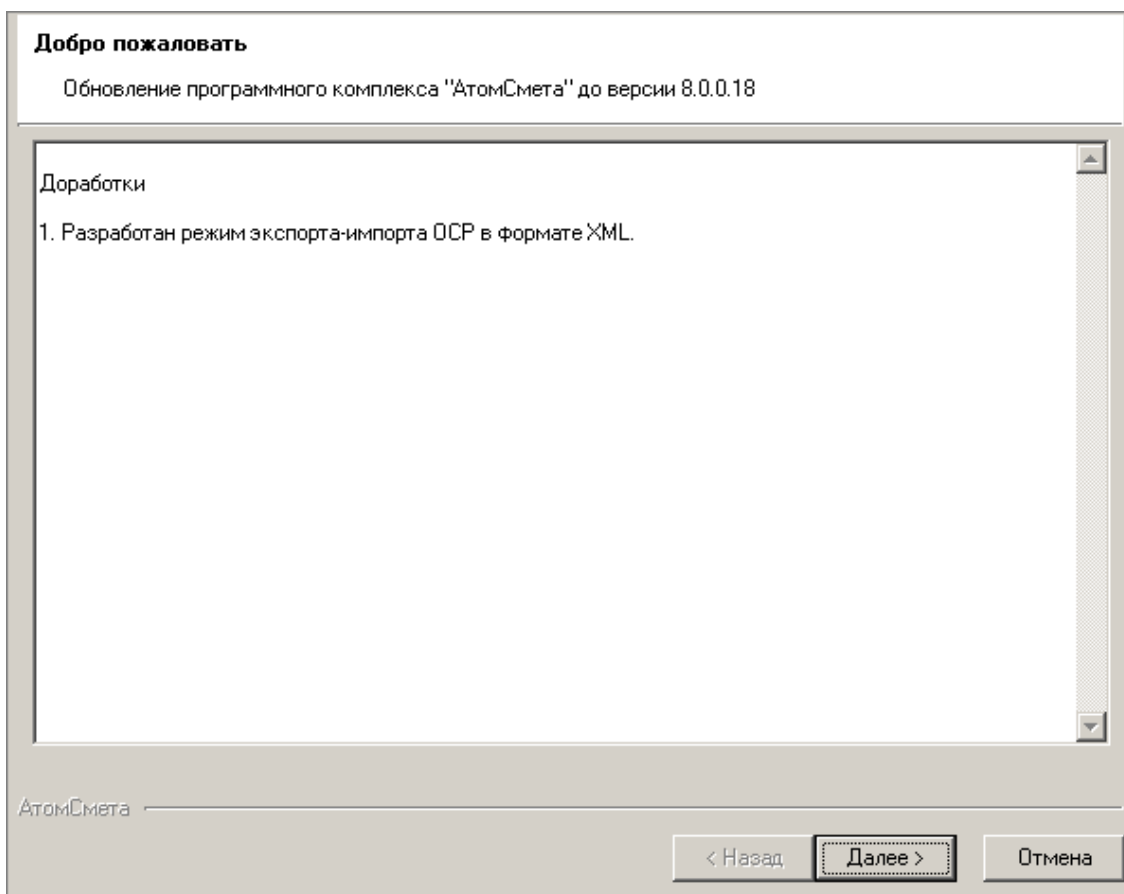 Добро пожаловать
Обновление программного комплекса "АтомСмета" до версии 8.0.0.18
Доработки
1. Разработан режим экспорта-импорта ОСР в формате XML.
АтомСмета
< Назад
Далее >
Отмена